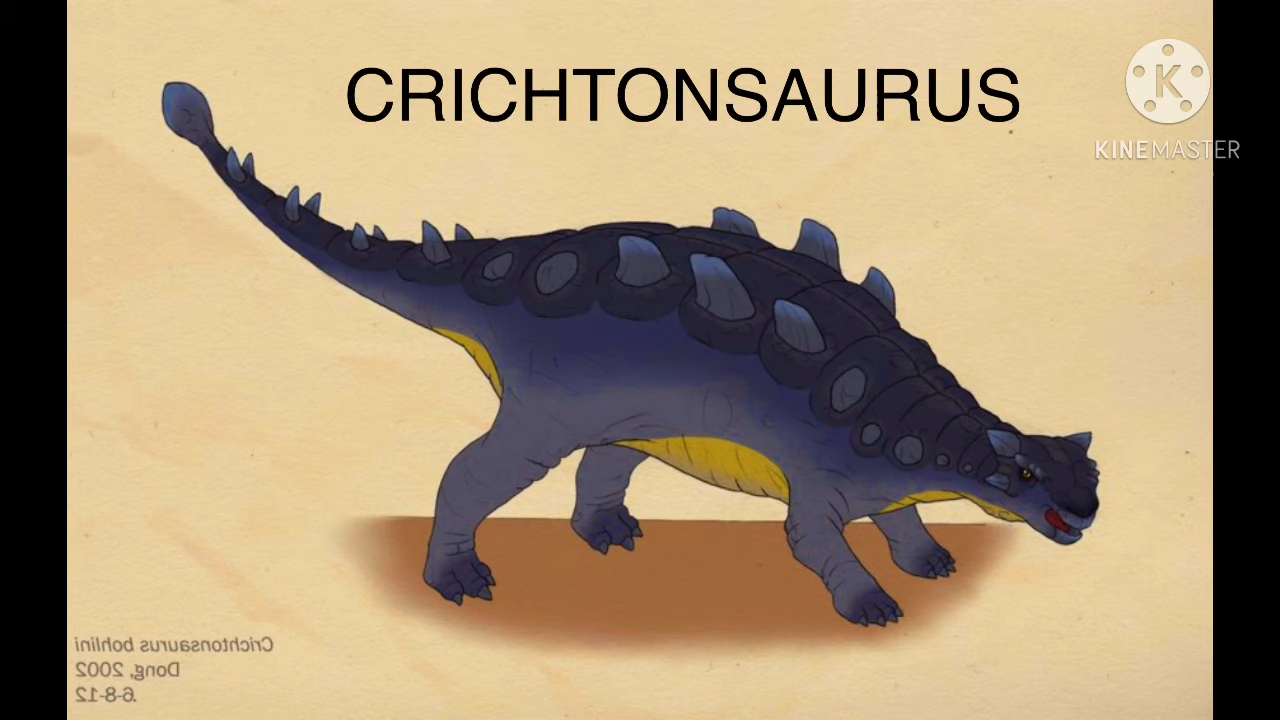 CRICHTONSAURUS
K
KINEMASTER
Crichtonsaurus bohlini
Dong, 2002
6-8-12.